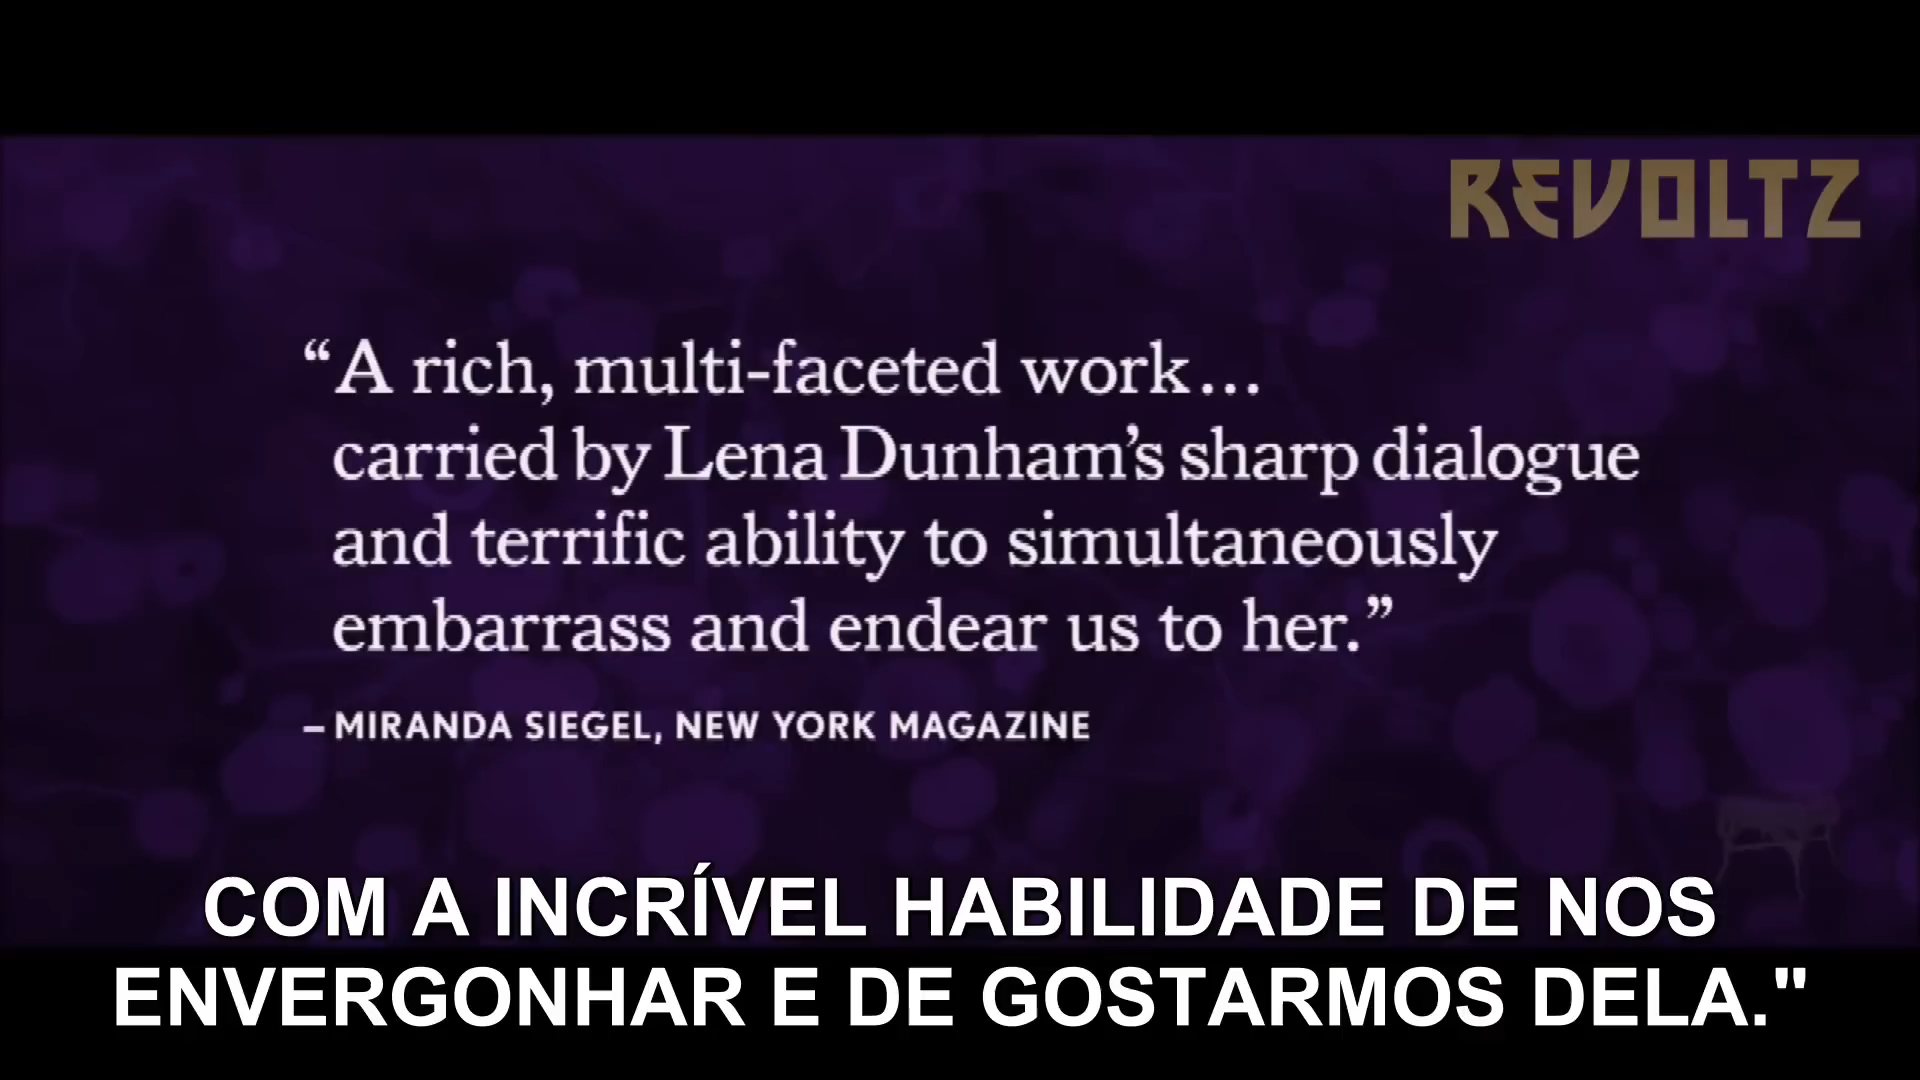 REVOLTZ
“A rich, multi-faceted work...
carried by Lena Dunham’s sharp dialogue
and terrific ability to simultaneously
embarrass and endear us to her.”
– MIRANDA SIEGEL, NEW YORK MAGAZINE
COM A INCRÍVEL HABILIDADE DE NOS
ENVERGONHAR E DE GOSTARMOS DELA."